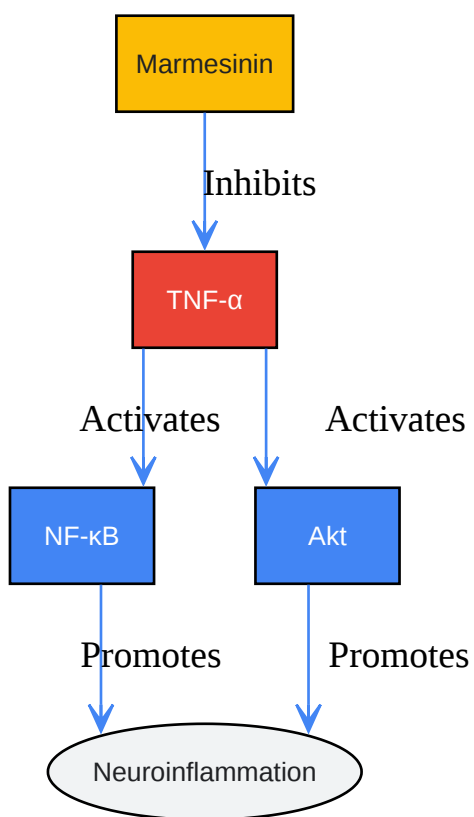 Marmesinin
Inhibits
TNF-α
Activates
Activates
NF-κB
Akt
Promotes
Promotes
Neuroinflammation